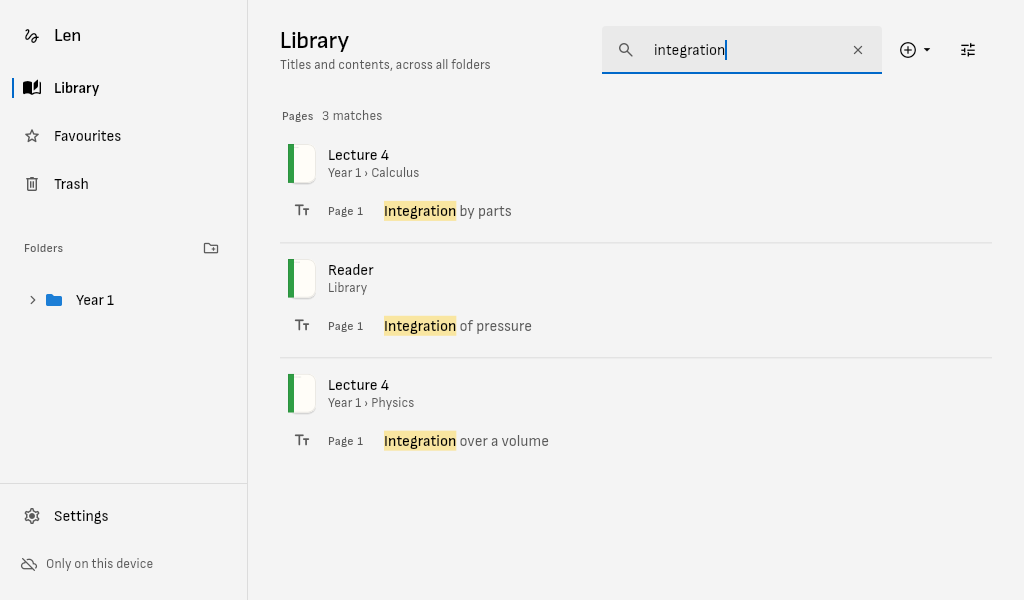 Len
Library
Favourites
Trash
Folders
Year 1
Settings
Only on this device
Library
Titles and contents, across all folders
integration
Pages 3 matches
Lecture 4
Year 1 › Calculus
Page 1 Integration by parts
Reader
Library
Page 1 Integration of pressure
Lecture 4
Year 1 › Physics
Page 1 Integration over a volume